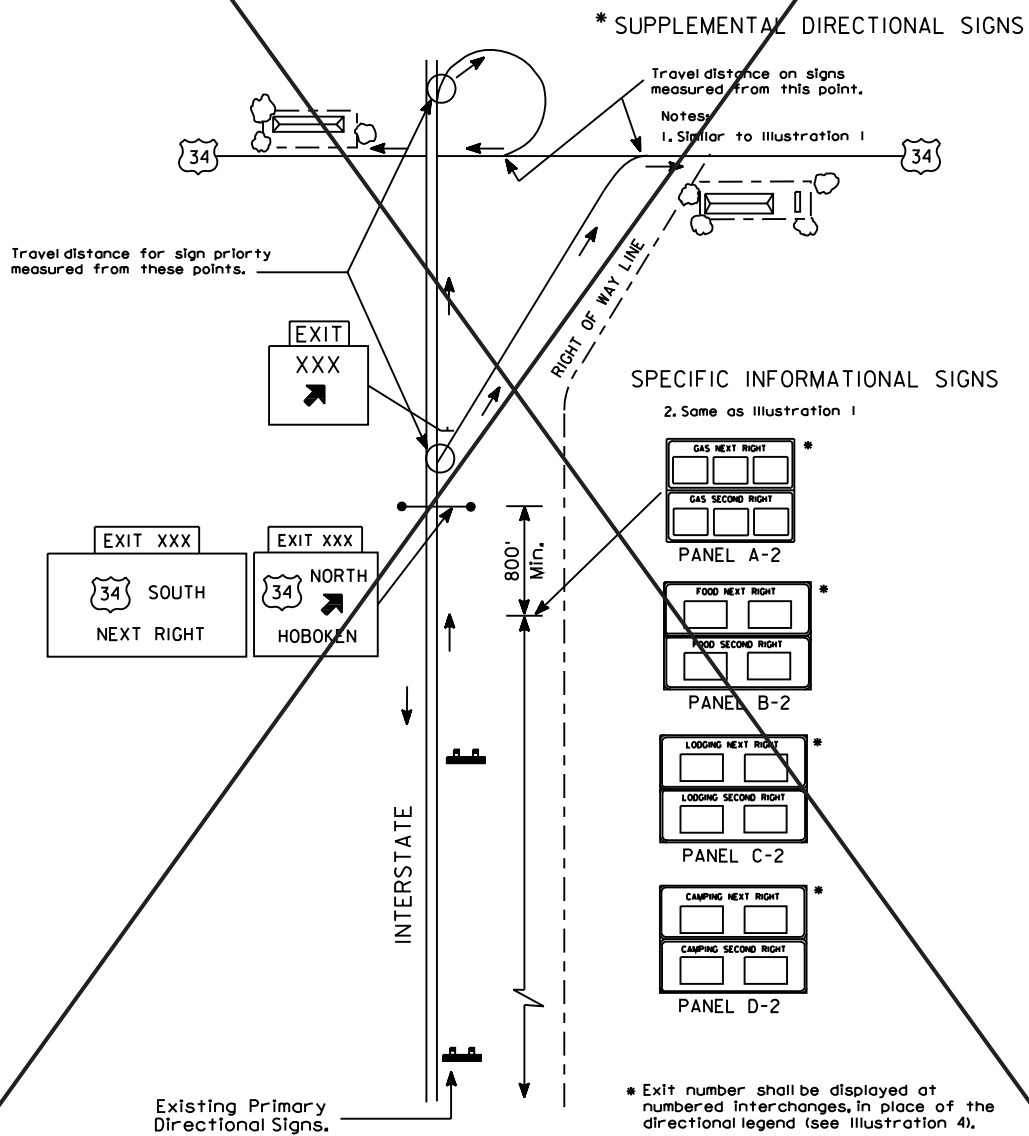 * SUPPLEMENTAL DIRECTIONAL SIGNS
Travel distance on signs
measured from this point.
Notes:
1. Similar to Illustration 1
34
34
Travel distance for sign priorty
measured from these points.
RIGHT OF WAY LINE
EXIT
XXX
SPECIFIC INFORMATIONAL SIGNS
2. Same as Illustration 1
GAS NEXT RIGHT *
GAS SECOND RIGHT
PANEL A-2
EXIT XXX
34 SOUTH
NEXT RIGHT
EXIT XXX
34 NORTH
HOBOKEN
800'
Min.
FOOD NEXT RIGHT *
FOOD SECOND RIGHT
PANEL B-2
LODGING NEXT RIGHT *
LODGING SECOND RIGHT
PANEL C-2
INTERSTATE
CAMPING NEXT RIGHT *
CAMPING SECOND RIGHT
PANEL D-2
Existing Primary
Directional Signs.
* Exit number shall be displayed at
numbered interchanges, in place of the
directional legend (see Illustration 4).